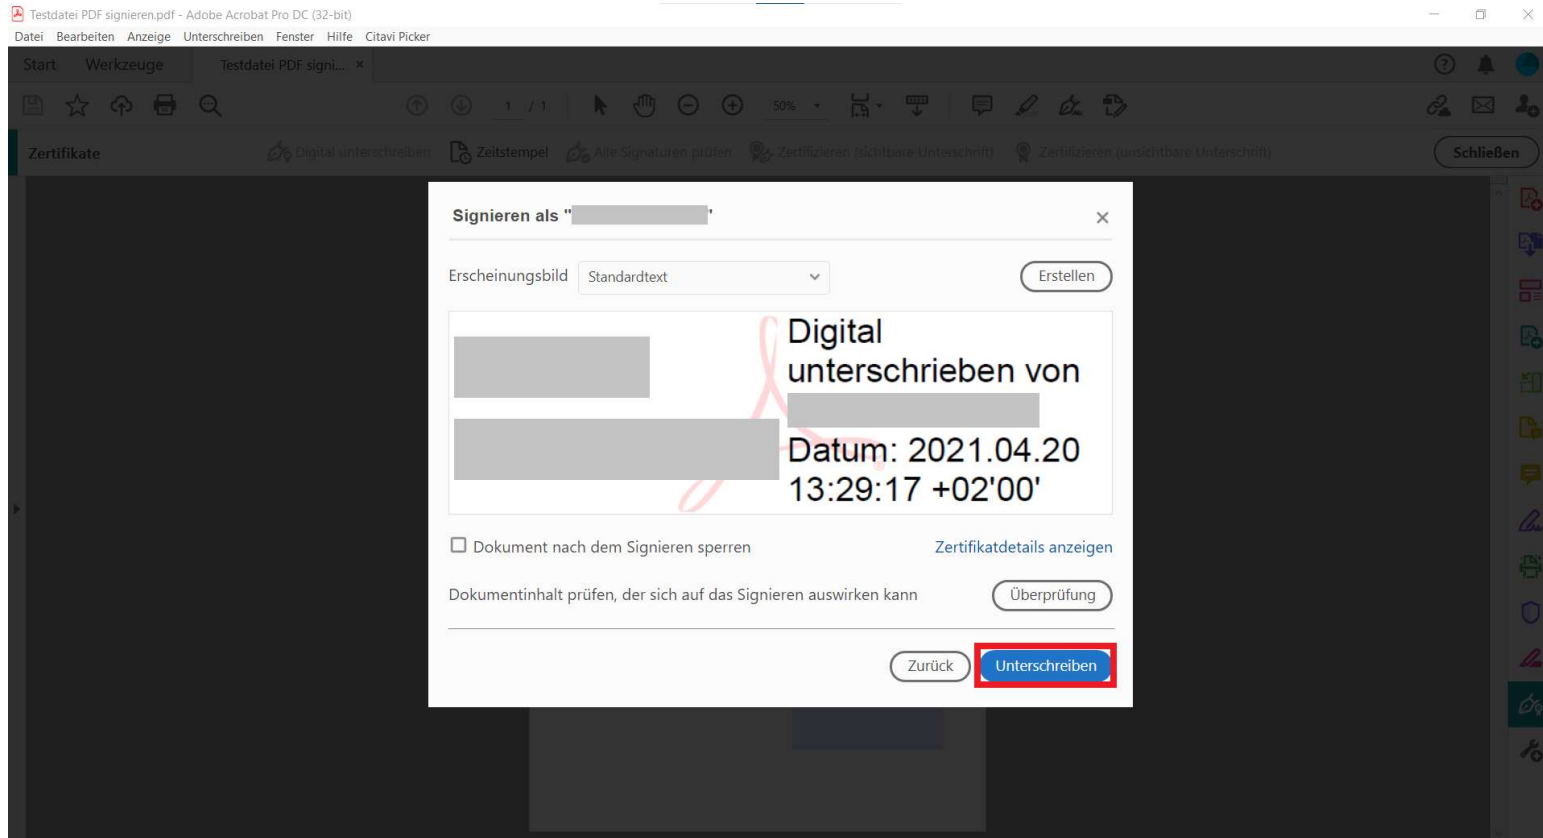 Testdatei PDF signieren.pdf - Adobe Acrobat Pro DC (32-bit)
Datei Bearbeiten Anzeige Unterschreiben Fenster Hilfe Citavi Picker
Start Werkzeuge Testdatei PDF signi... ×
1 / 1 50%
Zertifikate Digital unterschreiben Zeitstempel Alle Signaturen prüfen Zertifizieren (sichtbare Unterschrift) Zertifizieren (unsichtbare Unterschrift) Schließen
Signieren als " "
Erscheinungsbild Standardtext Erstellen
Digital
unterschrieben von
Datum: 2021.04.20
13:29:17 +02'00'
Dokument nach dem Signieren sperren Zertifikatdetails anzeigen
Dokumentinhalt prüfen, der sich auf das Signieren auswirken kann Überprüfung
Zurück Unterschreiben